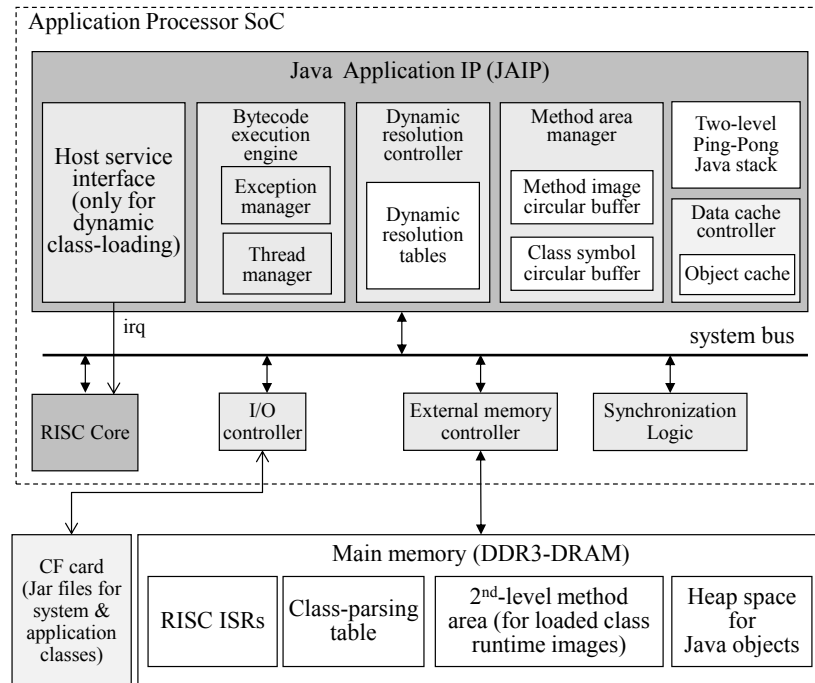 Application Processor SoC
Java Application IP (JAIP)
Host service
interface
(only for
dynamic
class-loading)
Bytecode
execution
engine
Exception
manager
Thread
manager
Dynamic
resolution
controller
Dynamic
resolution
tables
Method area
manager
Method image
circular buffer
Class symbol
circular buffer
Two-level
Ping-Pong
Java stack
Data cache
controller
Object cache
irq
system bus
RISC Core
I/O
controller
External memory
controller
Synchronization
Logic
CF card
(Jar files for
system &
application
classes)
Main memory (DDR3-DRAM)
RISC ISRs
Class-parsing
table
2nd-level method
area (for loaded class
runtime images)
Heap space
for
Java objects